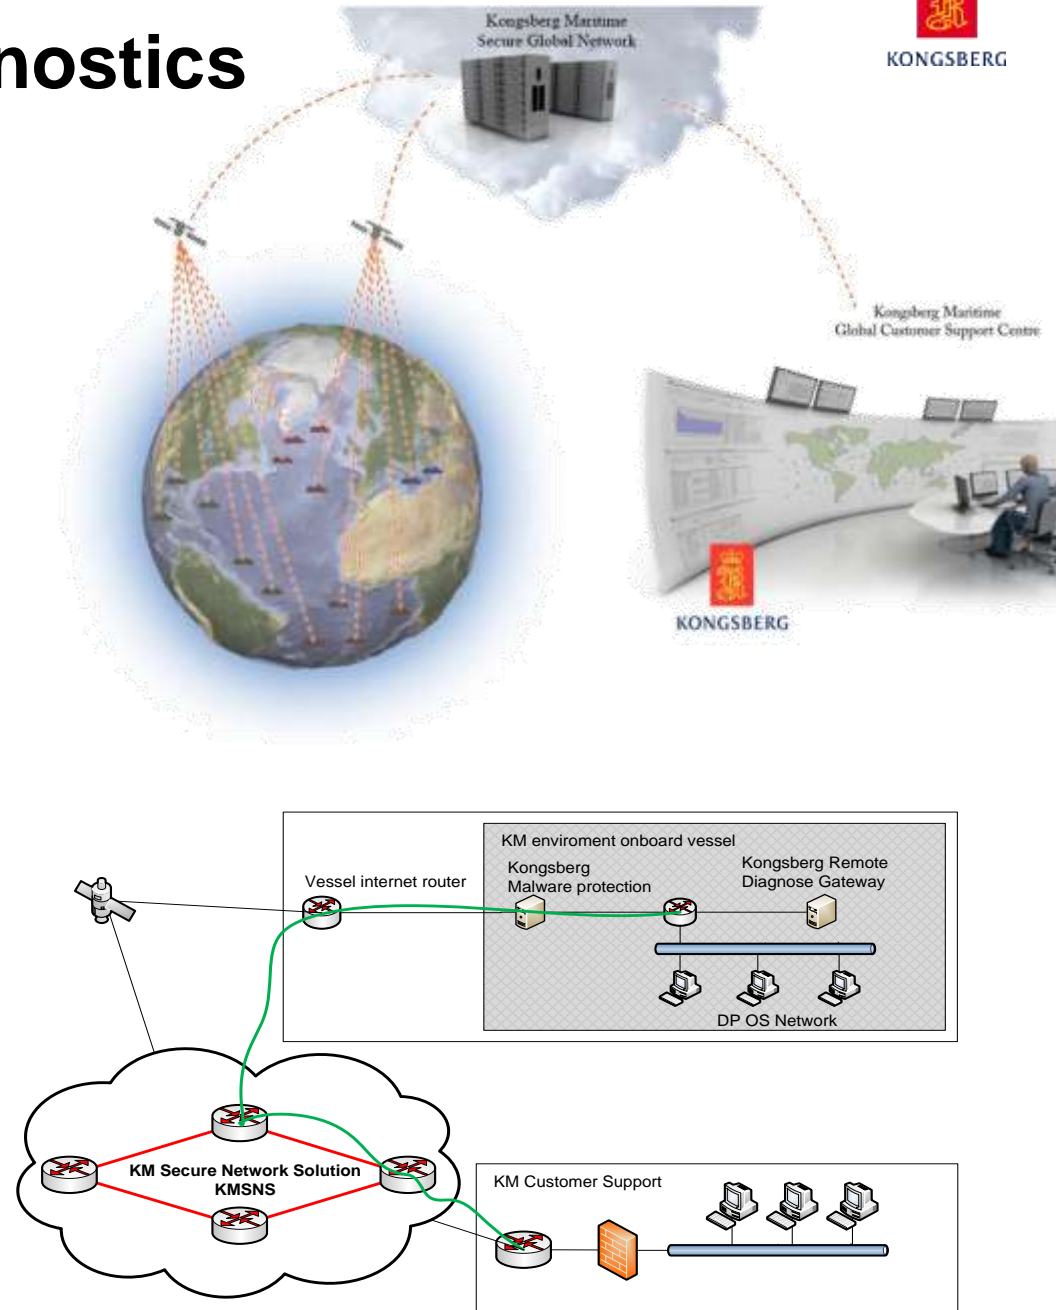 nostics
Kongsberg Maritime
Secure Global Network
KONGSBERG
Kongsberg Maritime
Global Customer Support Centre
KONGSBERG
KM enviroment onboard vessel
Vessel internet router
Kongsberg
Malware protection
Kongsberg Remote
Diagnose Gateway
DP OS Network
KM Secure Network Solution
KMSNS
KM Customer Support